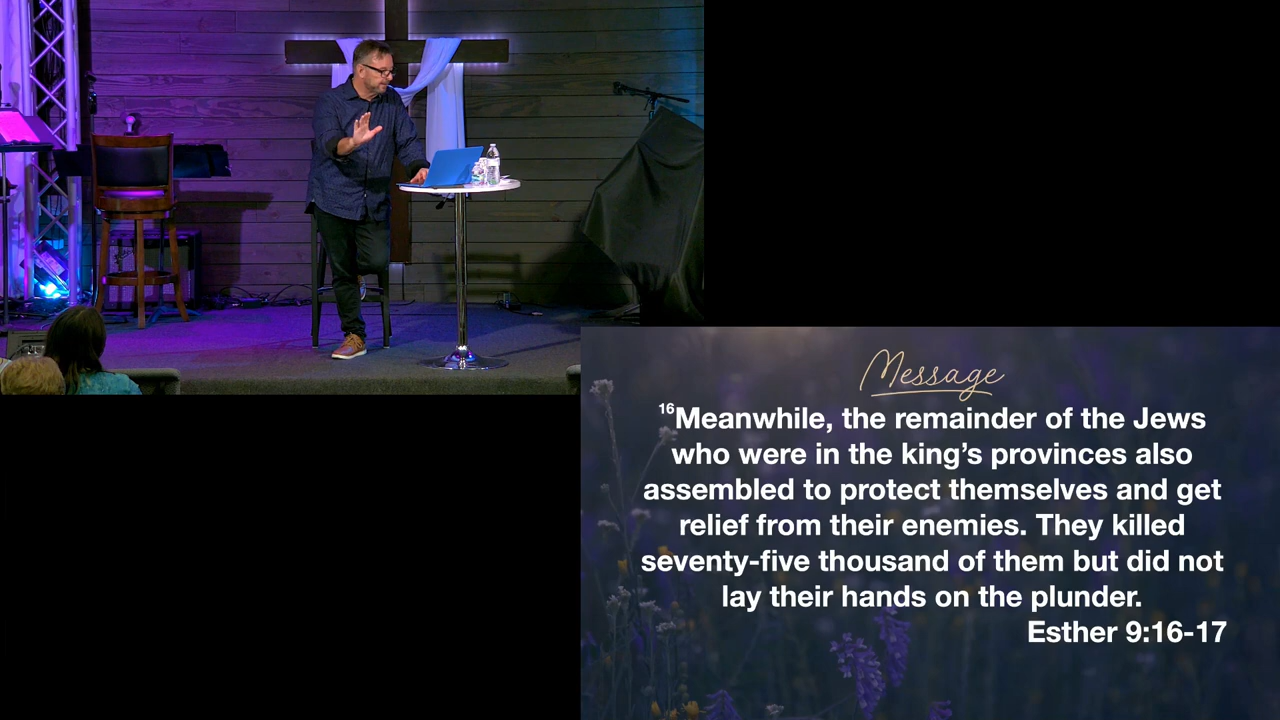 Message
16Meanwhile, the remainder of the Jews
who were in the king’s provinces also
assembled to protect themselves and get
relief from their enemies. They killed
seventy-five thousand of them but did not
lay their hands on the plunder.
Esther 9:16-17